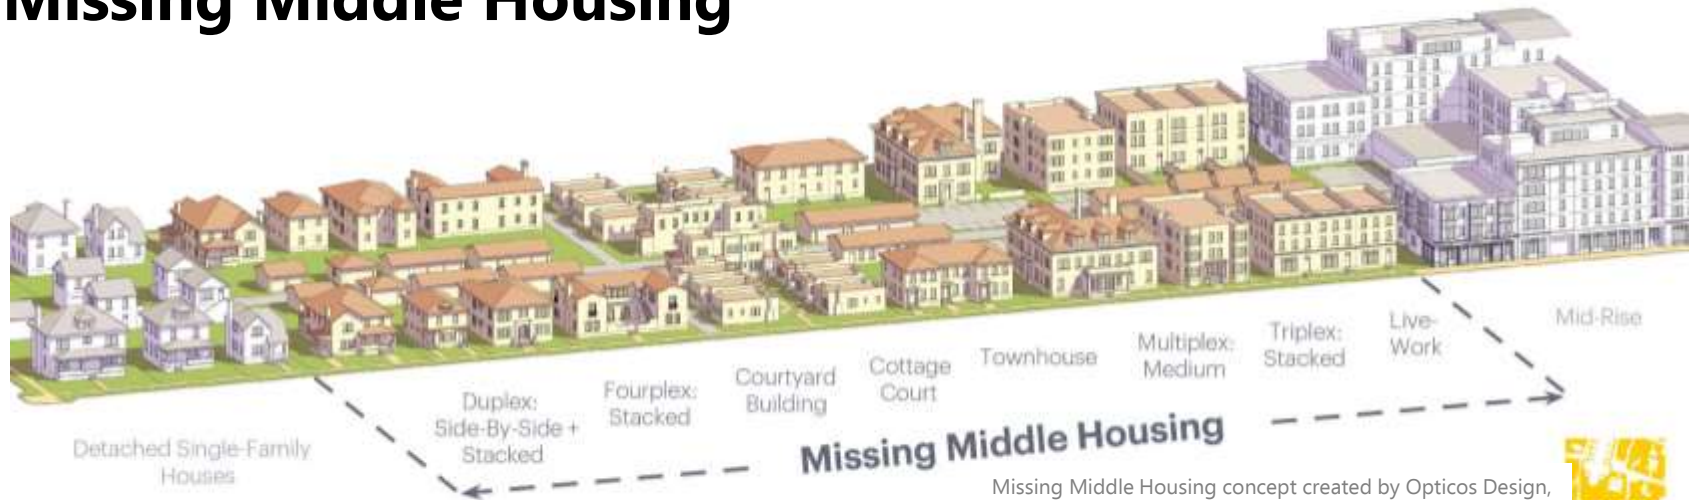 Missing Middle Housing
Detached Single-Family
Houses
Duplex:
Side-By-Side +
Stacked
Fourplex:
Stacked
Courtyard
Building
Cottage
Court
Townhouse
Multiplex:
Medium
Triplex:
Stacked
Live-
Work
Mid-Rise
Missing Middle Housing
Missing Middle Housing concept created by Opticos Design,